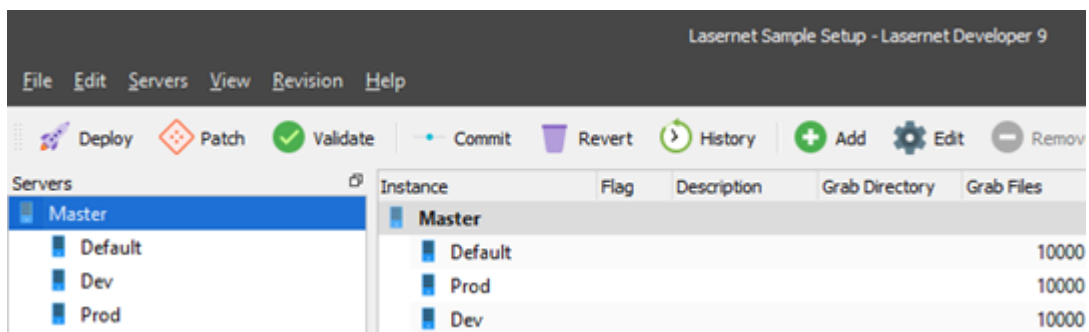 Lasernet Sample Setup - Lasernet Developer 9
File Edit Servers View Revision Help
Deploy Patch Validate Commit Revert History Add Edit Remov
Servers
Instance Flag Description Grab Directory Grab Files
Master
Master
Default
Default 10000
Dev
Prod 10000
Prod
Dev 10000